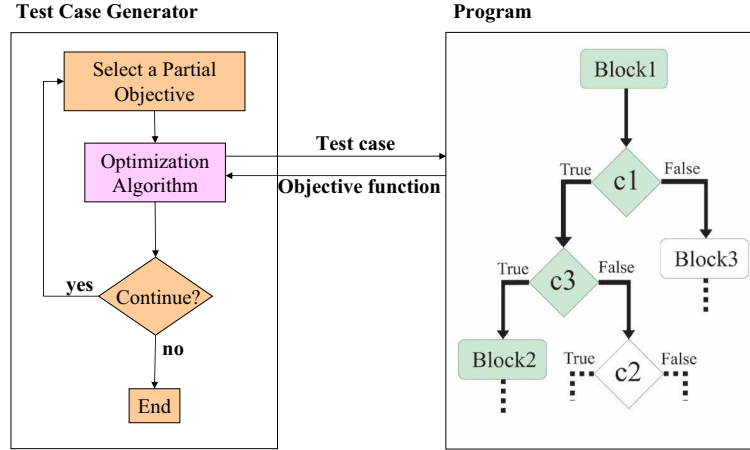 Test Case Generator
Select a Partial
Objective
Optimization
Algorithm
yes
Continue?
no
End
Test case
Objective function
Program
Block1
True
c1
False
Block3
True
c3
False
Block2
True
c2
False